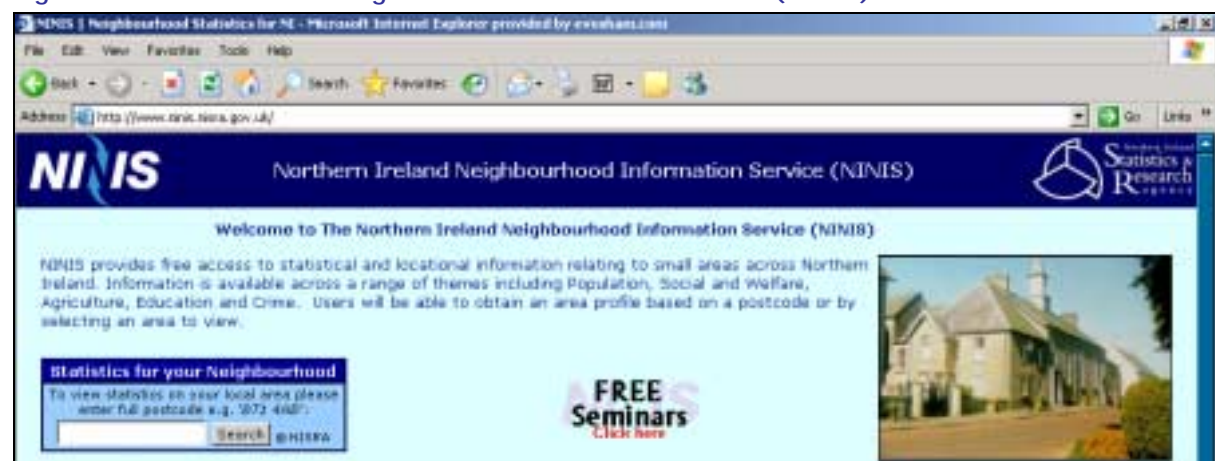 NINIS | Neighbourhood Statistics for NI - Microsoft Internet Explorer provided by
File Edit View Favorites Tools Help
Back Search Favorites
Address http://www.ninis.nisra.gov.uk/ Go Links
NINIS Northern Ireland Neighbourhood Information Service (NINIS) Statistics & Research
Welcome to The Northern Ireland Neighbourhood Information Service (NINIS)
NINIS provides free access to statistical and locational information relating to small areas across Northern
Ireland. Information is available across a range of themes including Population, Social and Welfare,
Agriculture, Education and Crime. Users will be able to obtain an area profile based on a postcode or by
selecting an area to view.
Statistics for your Neighbourhood
To view statistics on your local area please
enter full postcode e.g.
Search @NISRA
FREE
Seminars
Click here